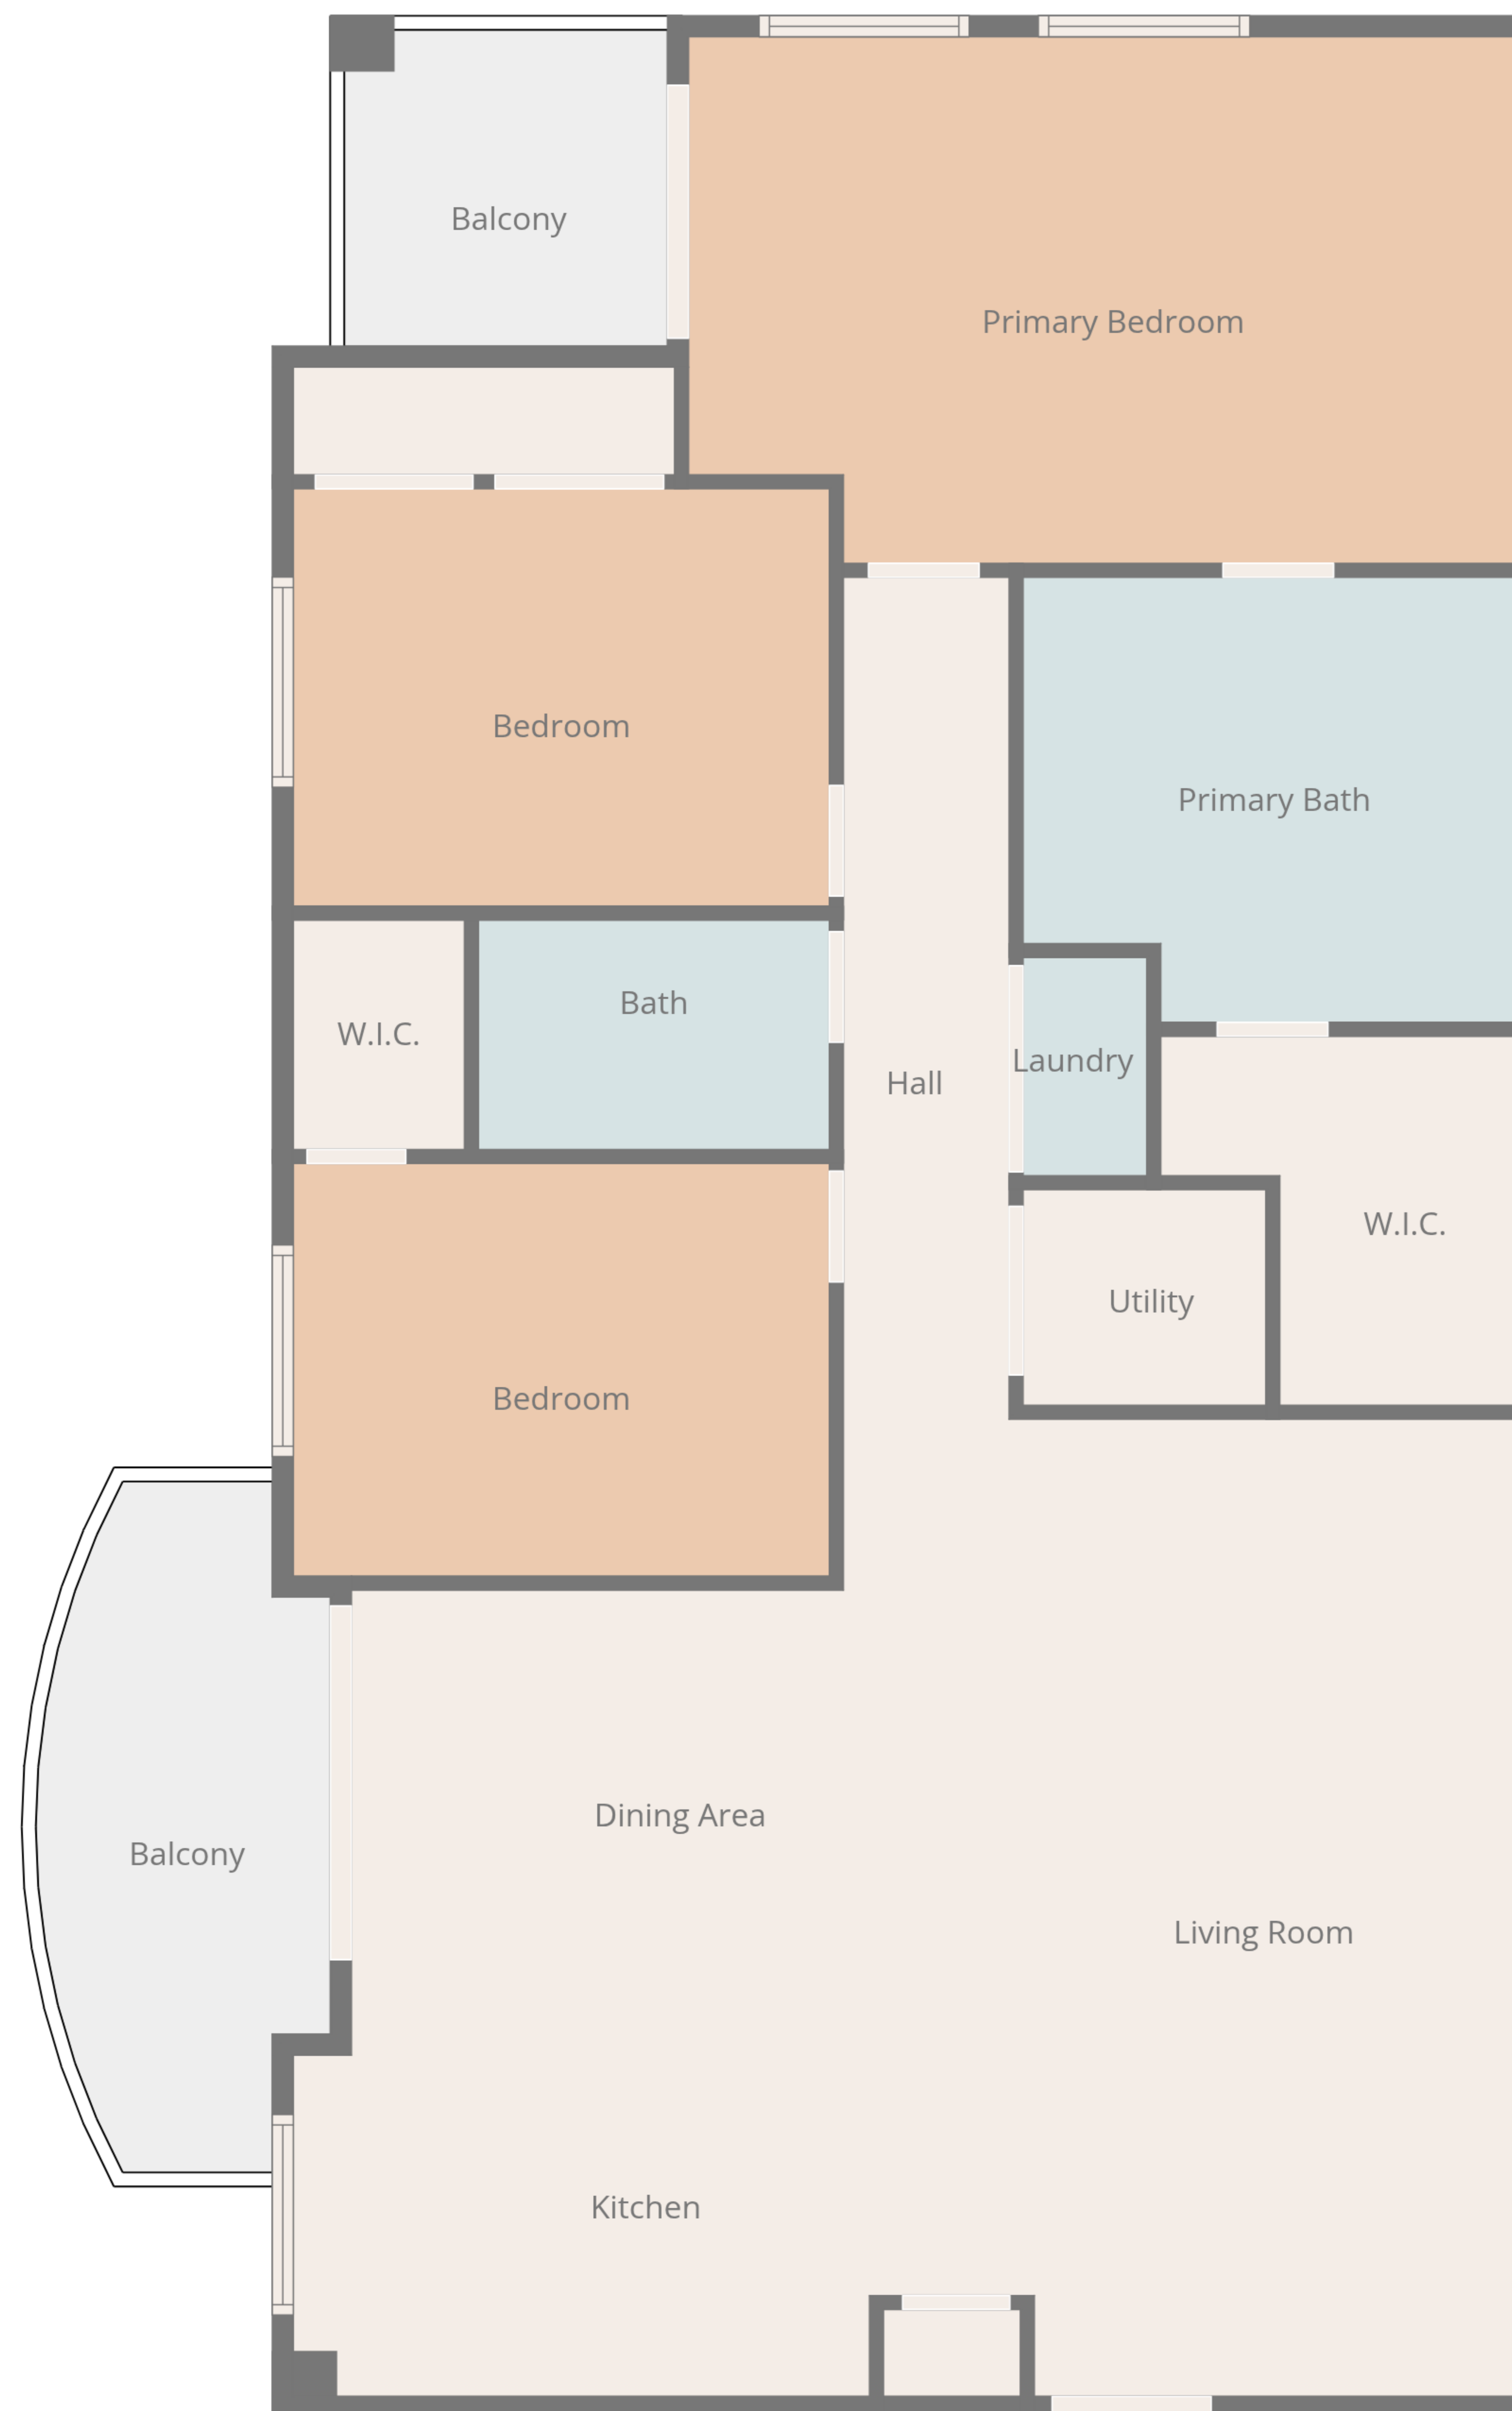 Balcony
Primary Bedroom
Bedroom
Primary Bath
Bath
W.I.C.
Laundry
Hall
W.I.C.
Utility
Bedroom
Dining Area
Balcony
Living Room
Kitchen